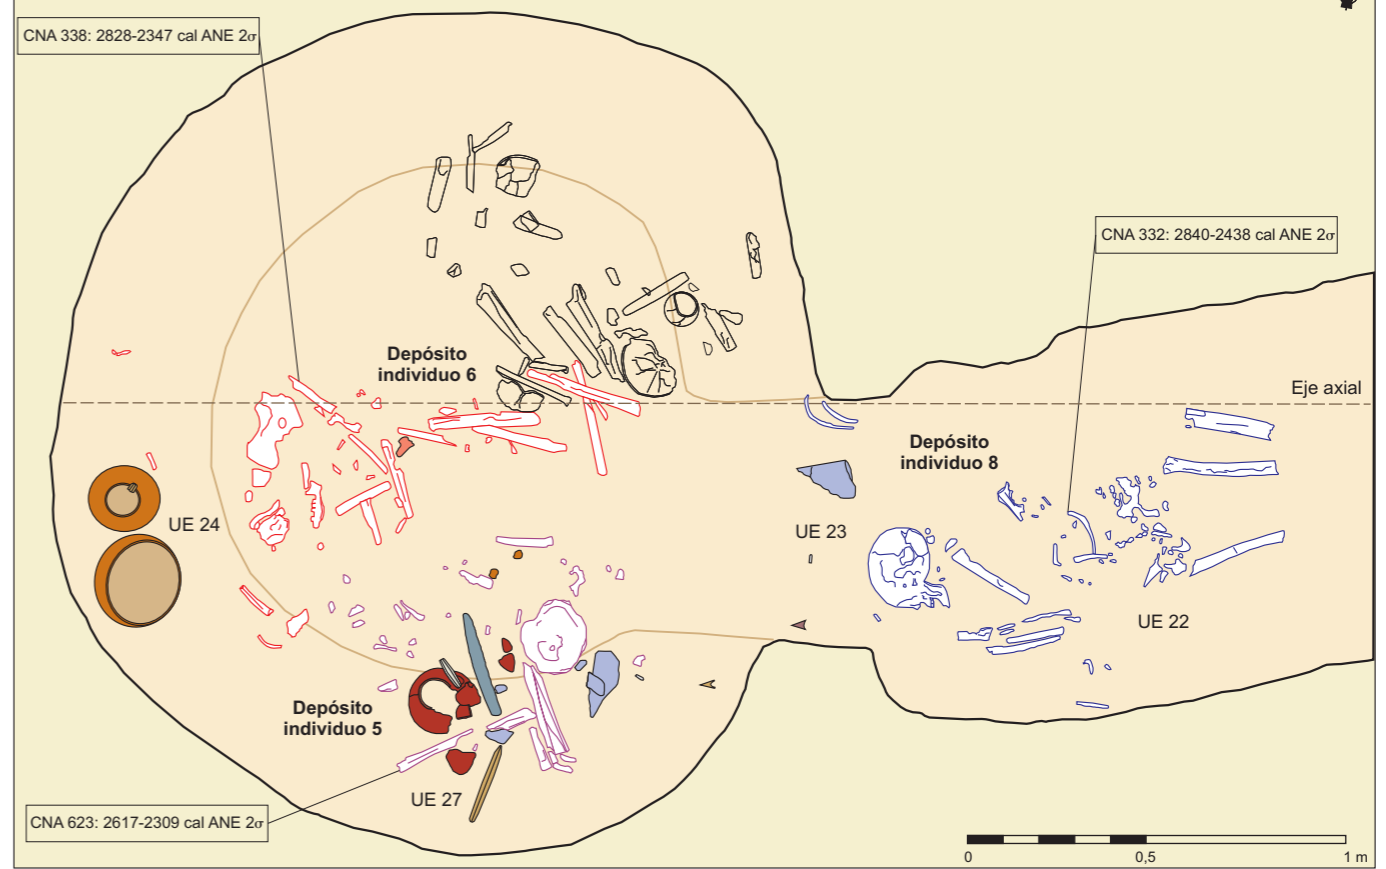 CNA 338: 2828-2347 cal ANE 2σ
CNA 332: 2840-2438 cal ANE 2σ
Depósito
individuo 6
Eje axial
Depósito
individuo 8
UE 24
UE 23
UE 22
Depósito
individuo 5
UE 27
CNA 623: 2617-2309 cal ANE 2σ
0
0,5
1 m